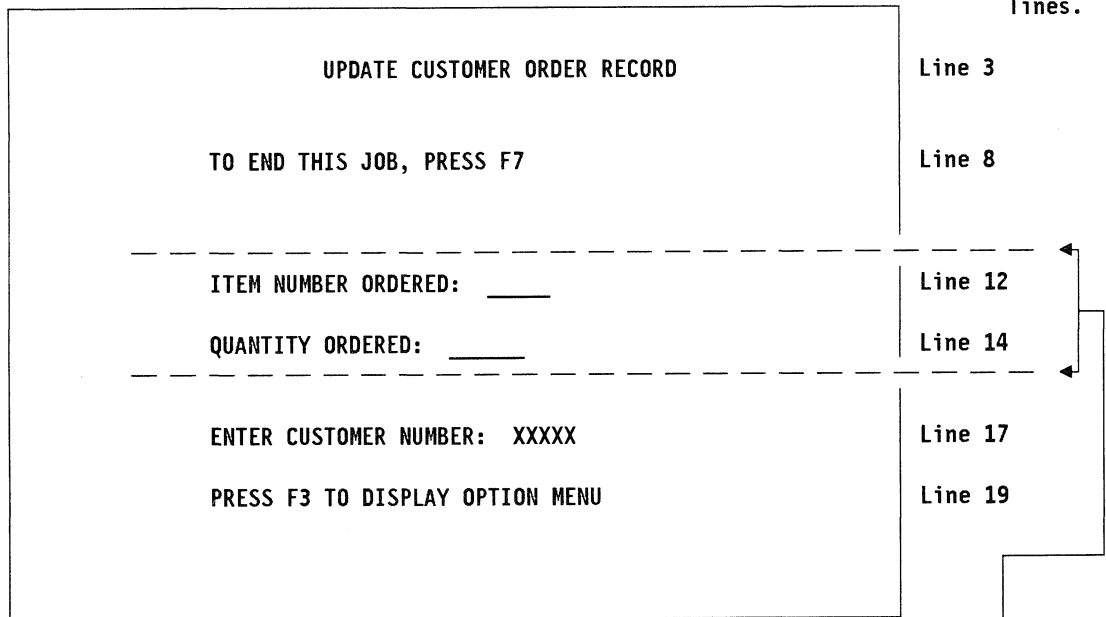 lines.
UPDATE CUSTOMER ORDER RECORD Line 3
TO END THIS JOB, PRESS F7 Line 8
ITEM NUMBER ORDERED: _____ Line 12
QUANTITY ORDERED: ______ Line 14
ENTER CUSTOMER NUMBER: XXXXX Line 17
PRESS F3 TO DISPLAY OPTION MENU Line 19